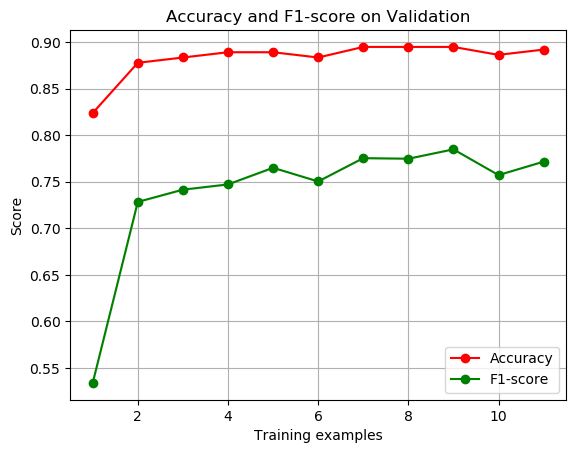 Accuracy and F1-score on Validation
0.90
0.85
0.80
0.75
0.70
0.65
0.60
0.55
Score
2 4 6 8 10
Training examples
Accuracy
F1-score